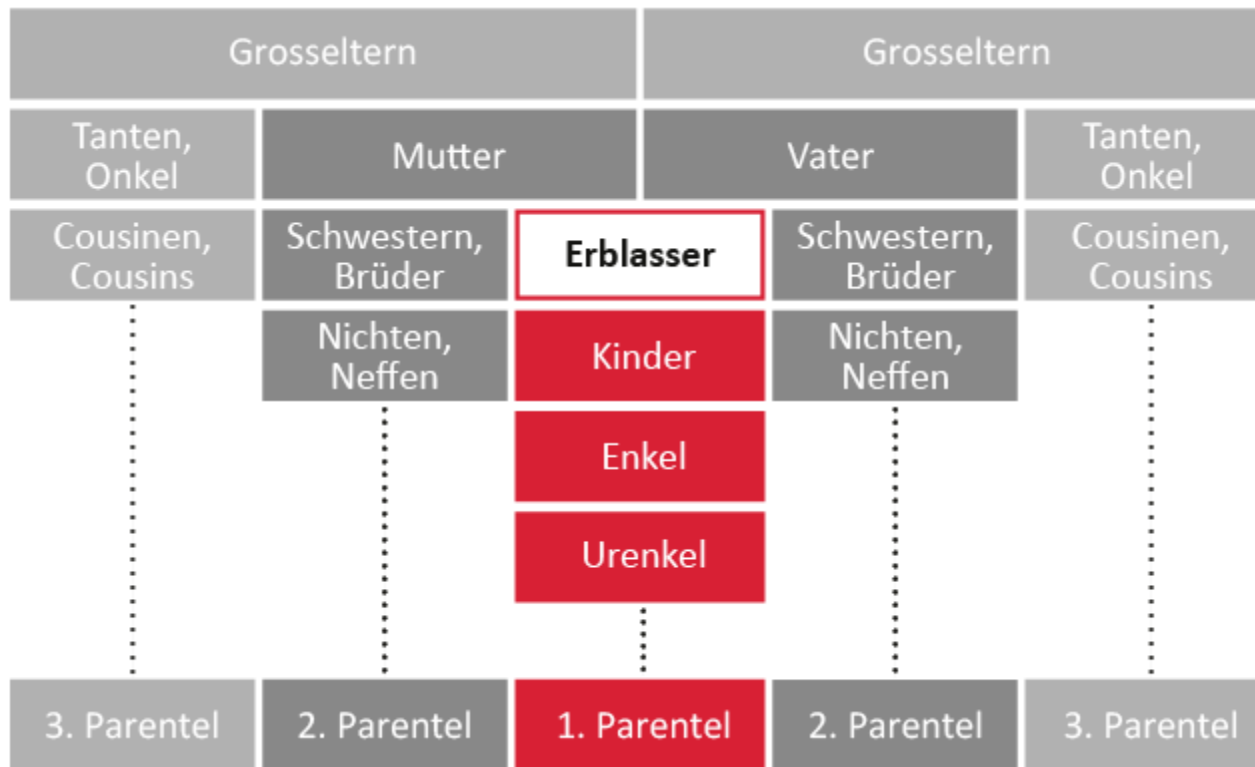 Grosseltern
Grosseltern
Tanten,
Onkel
Mutter
Vater
Tanten,
Onkel
Cousinen,
Cousins
Schwestern,
Brüder
Erblasser
Schwestern,
Brüder
Cousinen,
Cousins
Nichten,
Neffen
Kinder
Nichten,
Neffen
Enkel
Urenkel
3. Parentel
2. Parentel
1. Parentel
2. Parentel
3. Parentel